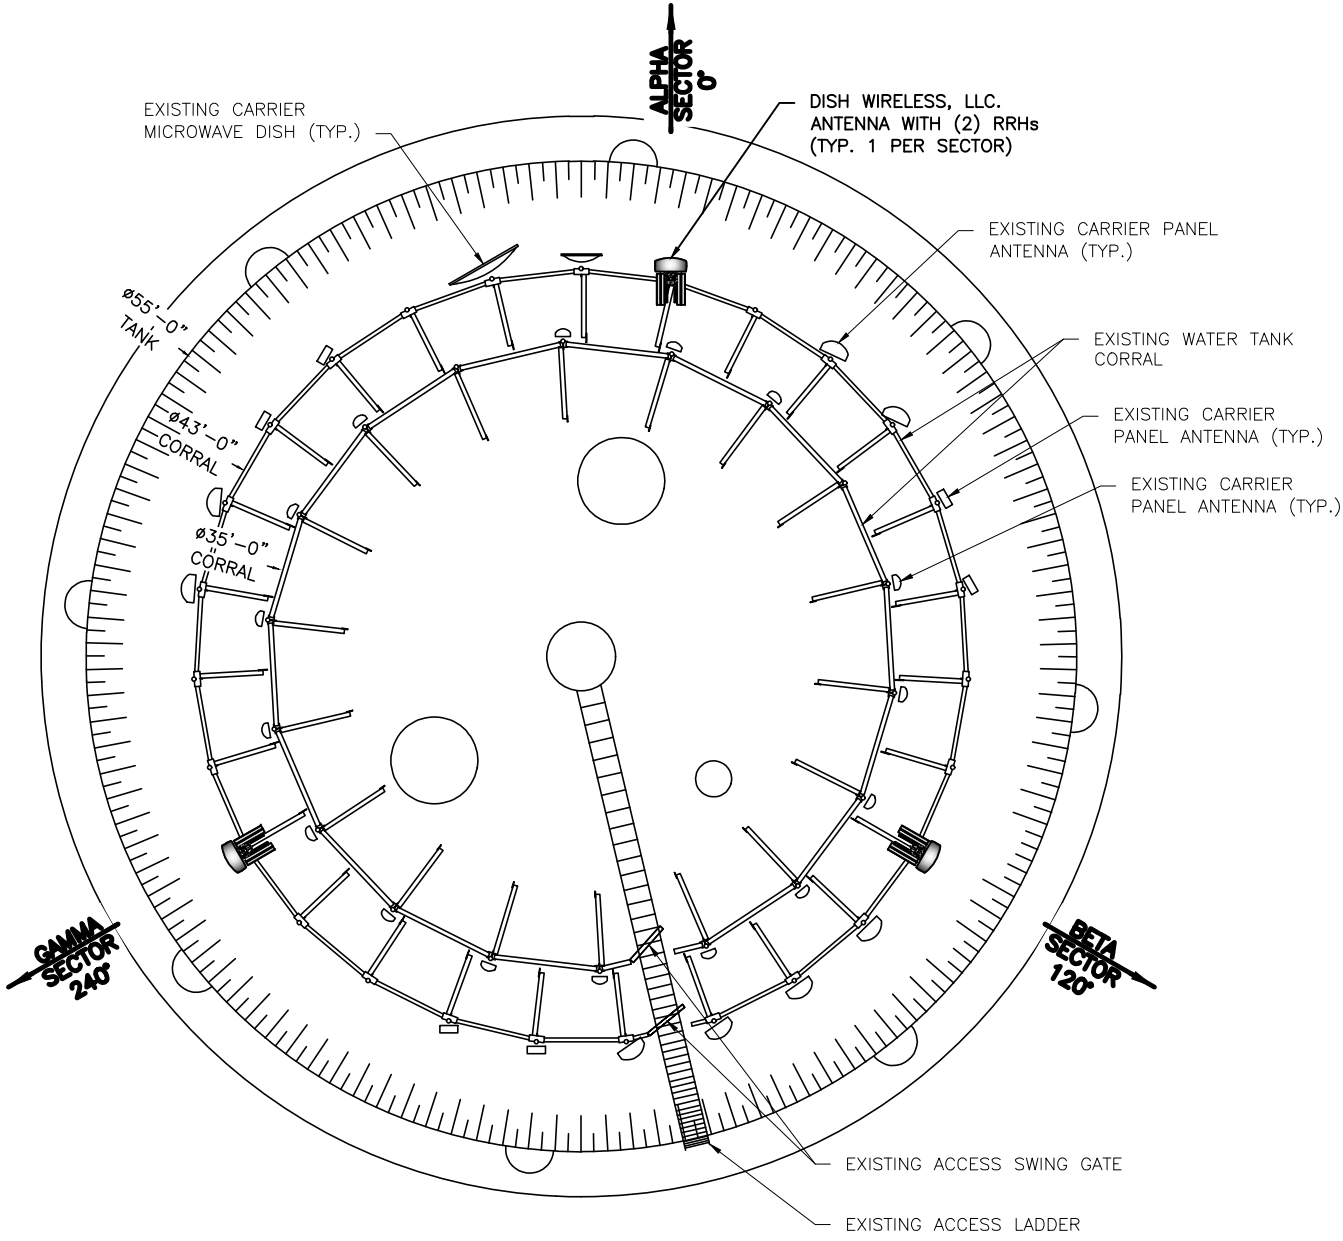 ALPHA
SECTOR
0°
EXISTING CARRIER
MICROWAVE DISH (TYP.)
DISH WIRELESS, LLC.
ANTENNA WITH (2) RRHs
(TYP. 1 PER SECTOR)
EXISTING CARRIER PANEL
ANTENNA (TYP.)
ø55'-0"
TANK
EXISTING WATER TANK
CORRAL
ø43'-0"
CORRAL
EXISTING CARRIER
PANEL ANTENNA (TYP.)
EXISTING CARRIER
PANEL ANTENNA (TYP.)
ø35'-0"
CORRAL
GAMMA
SECTOR
240°
BETA
SECTOR
120°
EXISTING ACCESS SWING GATE
EXISTING ACCESS LADDER